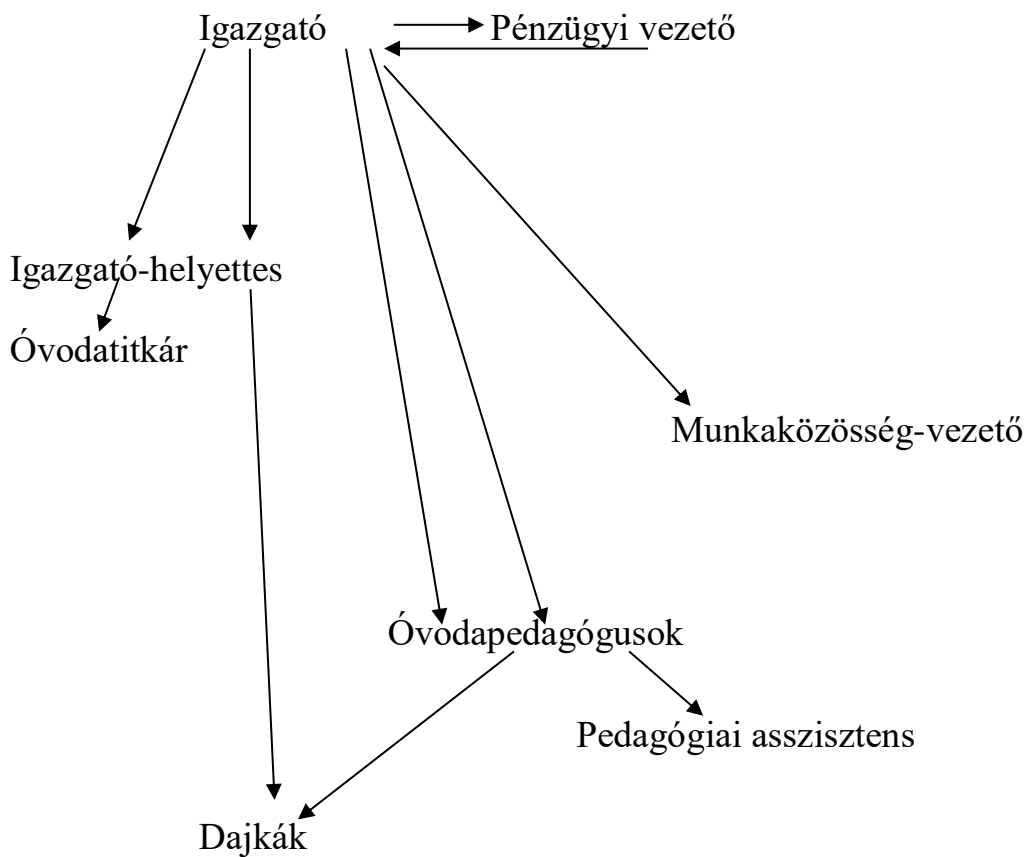 Igazgató
Pénzügyi vezető
Igazgató-helyettes
Óvodatitkár
Munkaközösség-vezető
Óvodapedagógusok
Pedagógiai asszisztens
Dajkák